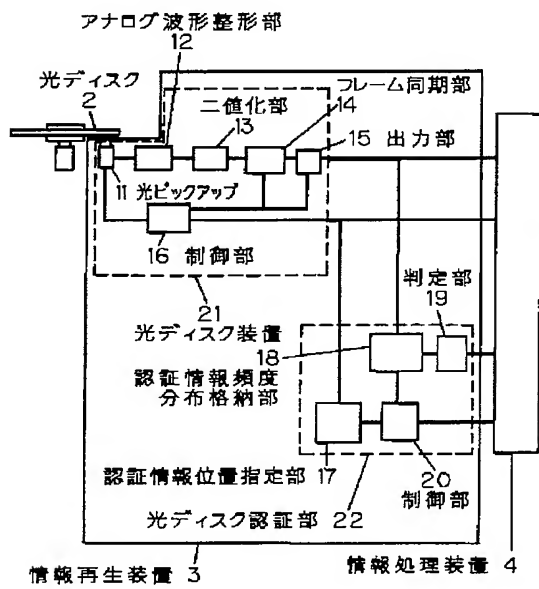 アナログ波形整形部
12
光ディスク
2
二値化部
13
フレーム同期部
14
15 出力部
11 光ピックアップ
16 制御部
21
光ディスク装置
判定部
19
18
認証情報頻度
分布格納部
認証情報位置指定部 17
20
制御部
光ディスク認証部 22
情報再生装置 3
情報処理装置 4